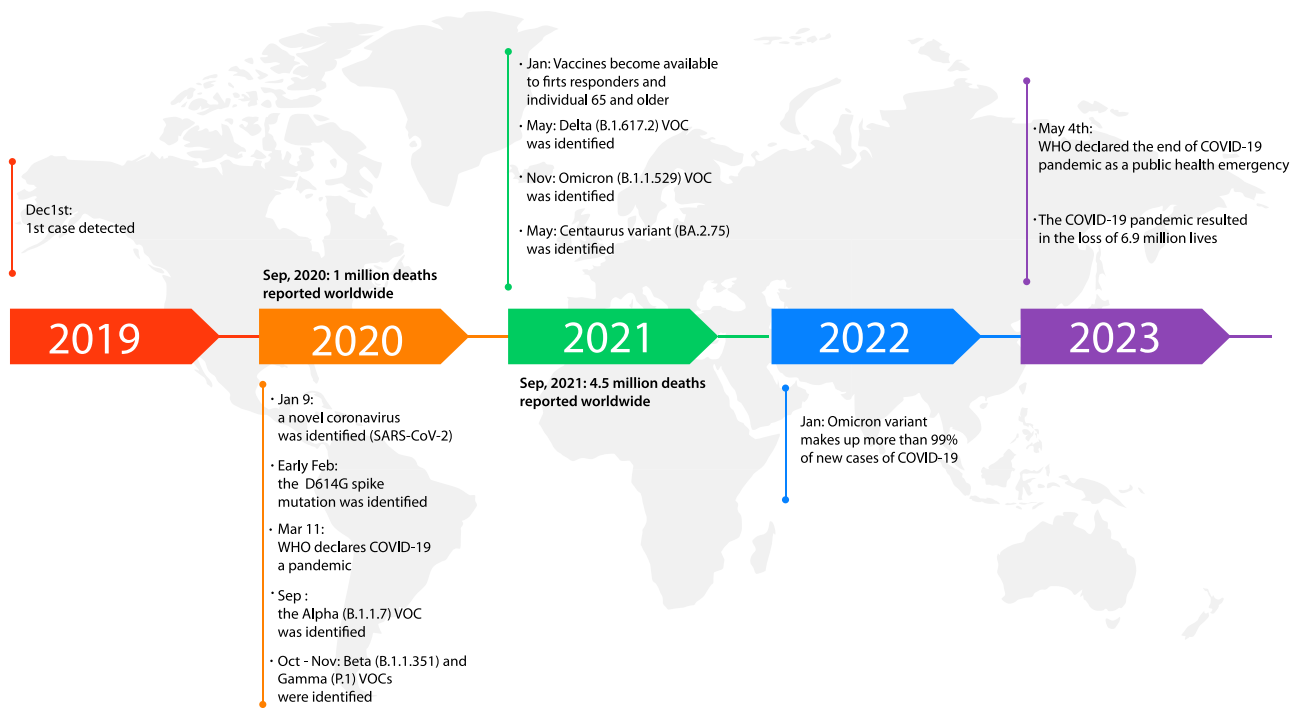 Dec1st:
1st case detected
2019
Sep, 2020: 1 million deaths
reported worldwide
2020
· Jan 9:
a novel coronavirus
was identified (SARS-CoV-2)
· Early Feb:
the D614G spike
mutation was identified
· Mar 11:
WHO declares COVID-19
a pandemic
· Sep :
the Alpha (B.1.1.7) VOC
was identified
· Oct - Nov: Beta (B.1.1.351) and
Gamma (P.1) VOCs
were identified
· Jan: Vaccines become available
to firts responders and
individual 65 and older
· May: Delta (B.1.617.2) VOC
was identified
· Nov: Omicron (B.1.1.529) VOC
was identified
· May: Centaurus variant (BA.2.75)
was identified
2021
Sep, 2021: 4.5 million deaths
reported worldwide
2022
Jan: Omicron variant
makes up more than 99%
of new cases of COVID-19
· May 4th:
WHO declared the end of COVID-19
pandemic as a public health emergency
· The COVID-19 pandemic resulted
in the loss of 6.9 million lives
2023